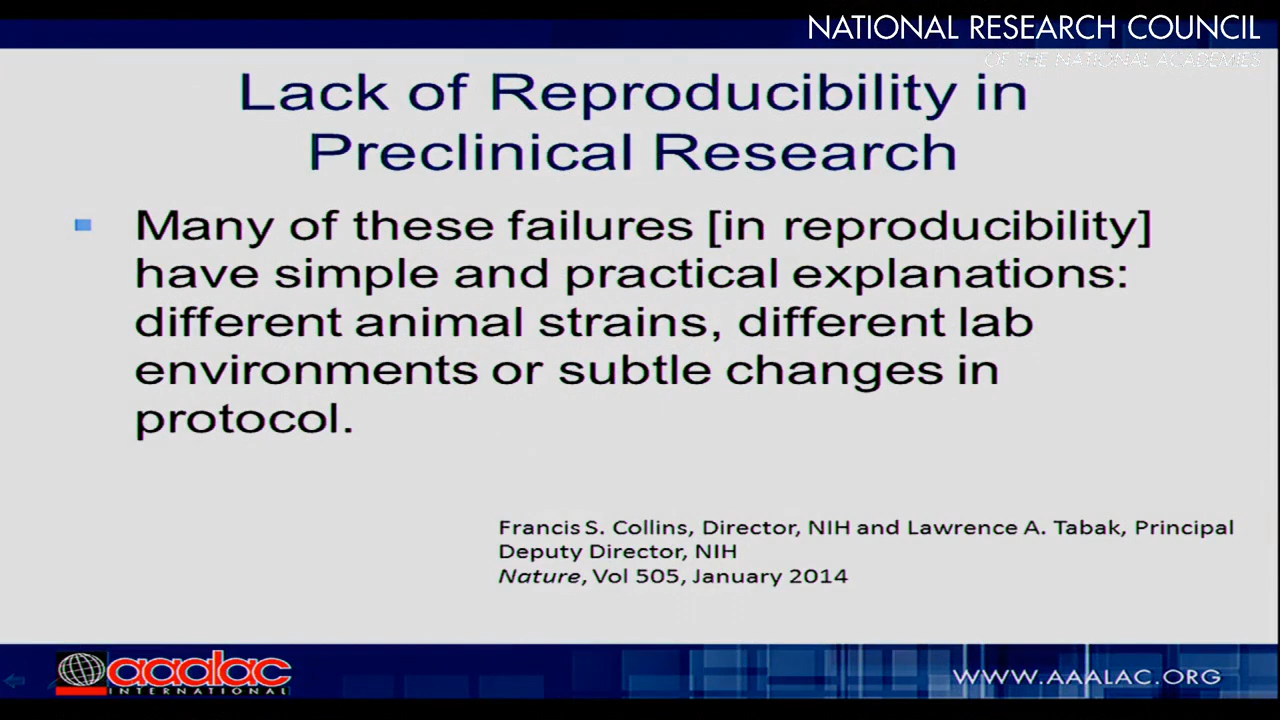 NATIONAL RESEARCH COUNCIL
OF THE NATIONAL ACADEMIES
Lack of Reproducibility in
Preclinical Research
Many of these failures [in reproducibility]
have simple and practical explanations:
different animal strains, different lab
environments or subtle changes in
protocol.
Francis S. Collins, Director, NIH and Lawrence A. Tabak, Principal
Deputy Director, NIH
Nature, Vol 505, January 2014
aaalac
INTERNATIONAL
WWW.AAALAC.ORG